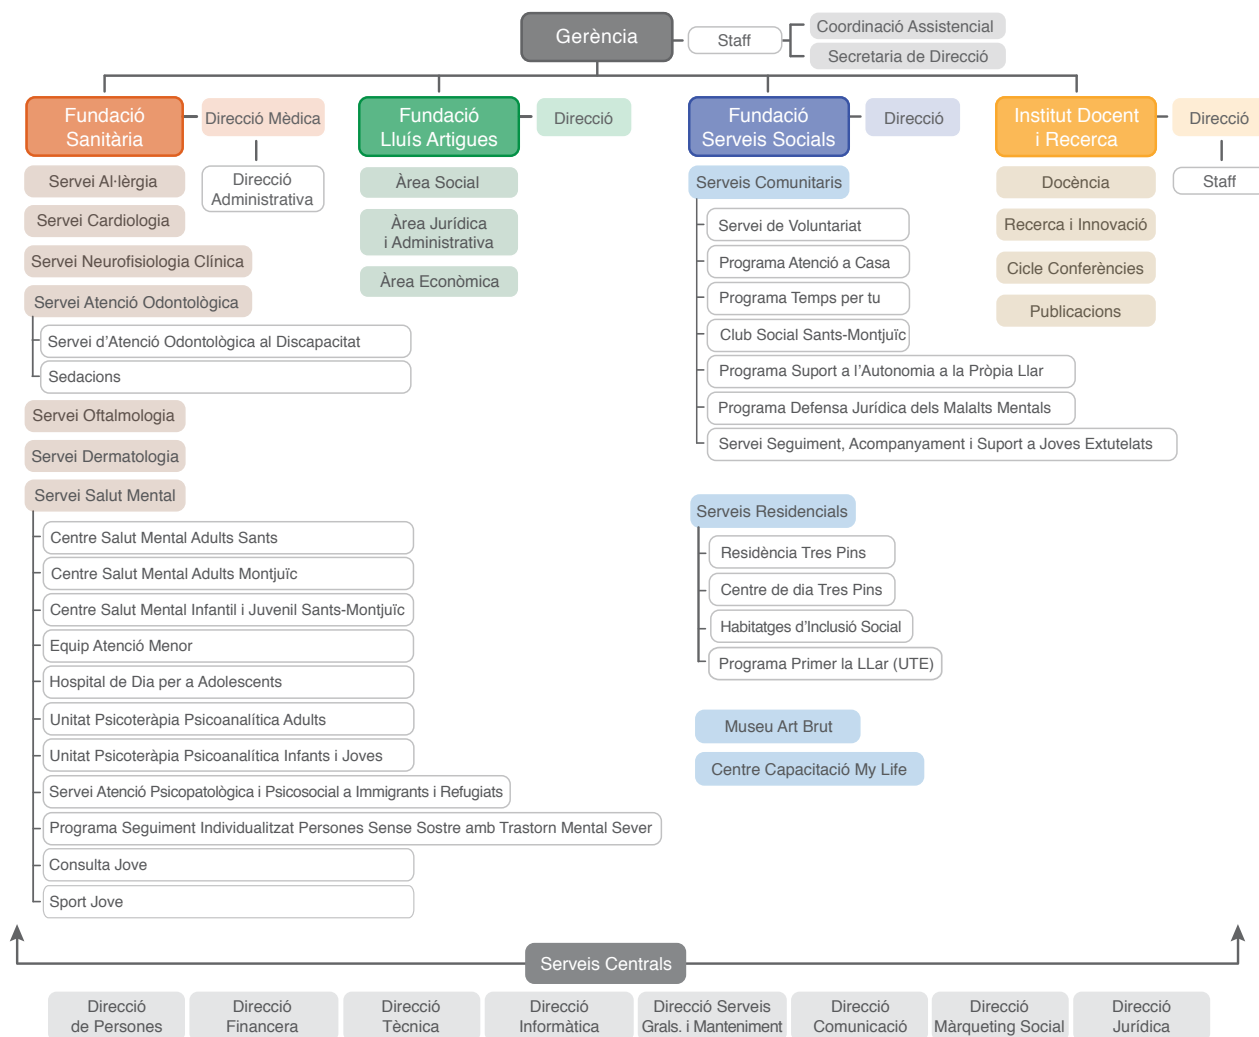 Gerència
Staff
Coordinació Assistencial
Secretaria de Direcció
Fundació
Sanitària
Direcció Mèdica
Direcció
Administrativa
Servei Al·lèrgia
Servei Cardiologia
Servei Neurofisiologia Clínica
Servei Atenció Odontològica
Servei d'Atenció Odontològica al Discapacitat
Sedacions
Servei Oftalmologia
Servei Dermatologia
Servei Salut Mental
Centre Salut Mental Adults Sants
Centre Salut Mental Adults Montjuïc
Centre Salut Mental Infantil i Juvenil Sants-Montjuïc
Equip Atenció Menor
Hospital de Dia per a Adolescents
Unitat Psicoteràpia Psicoanalítica Adults
Unitat Psicoteràpia Psicoanalítica Infants i Joves
Servei Atenció Psicopatològica i Psicosocial a Immigrants i Refugiats
Programa Seguiment Individualitzat Persones Sense Sostre amb Trastorn Mental Sever
Consulta Jove
Sport Jove
Fundació
Lluís Artigues
Direcció
Àrea Social
Àrea Jurídica
i Administrativa
Àrea Econòmica
Fundació
Serveis Socials
Direcció
Serveis Comunitaris
Servei de Voluntariat
Programa Atenció a Casa
Programa Temps per tu
Club Social Sants-Montjuïc
Programa Suport a l'Autonomia a la Pròpia Llar
Programa Defensa Jurídica dels Malalts Mentals
Servei Seguiment, Acompanyament i Suport a Joves Extutelats
Serveis Residencials
Residència Tres Pins
Centre de dia Tres Pins
Habitatges d'Inclusió Social
Programa Primer la LLar (UTE)
Museu Art Brut
Centre Capacitació My Life
Institut Docent
i Recerca
Direcció
Staff
Docència
Recerca i Innovació
Cicle Conferències
Publicacions
Serveis Centrals
Direcció
de Persones
Direcció
Financera
Direcció
Tècnica
Direcció
Informàtica
Direcció Serveis
Grals. i Manteniment
Direcció
Comunicació
Direcció
Màrqueting Social
Direcció
Jurídica